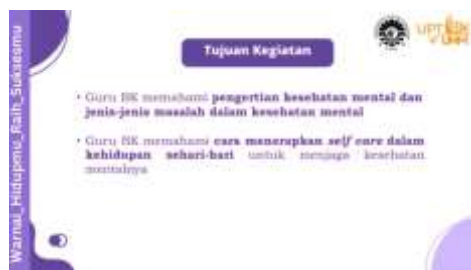 Tujuan Kegiatan
• Guru BK memahami pengertian kesehatan mental dan
jenis-jenis masalah dalam kesehatan mental
• Guru BK memahami cara menerapkan self care dalam
kehidupan sehari-hari untuk menjaga kesehatan
mentalnya
Warnai_Hidupmu_Raih_Suksesmu